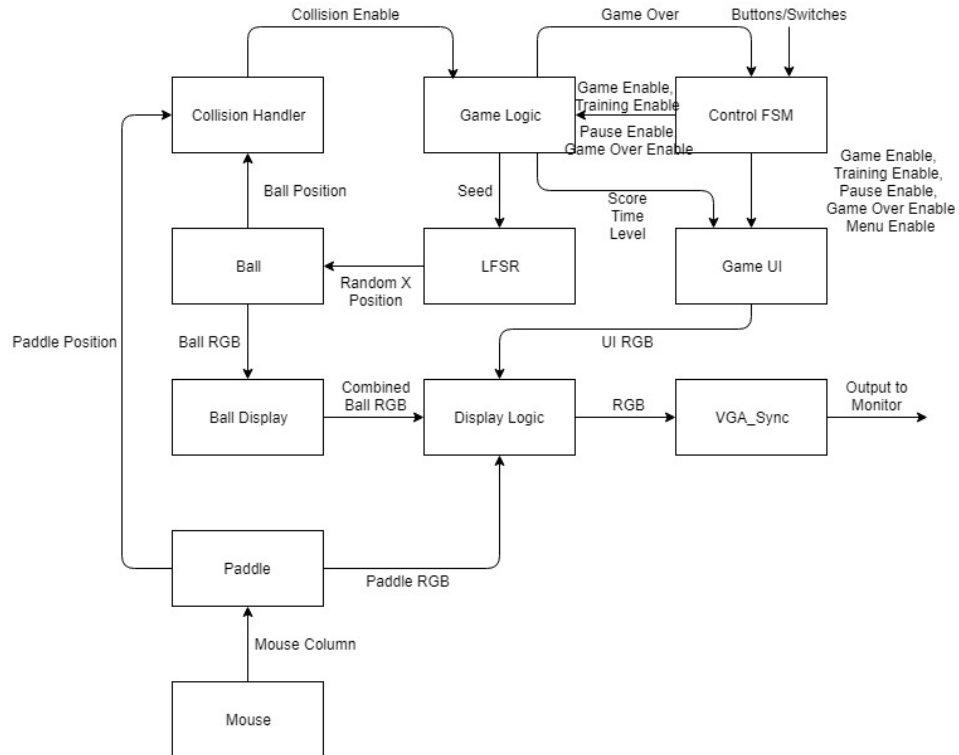 Collision Enable
Game Over
Buttons/Switches
Collision Handler
Game Logic
Game Enable,
Training Enable
Pause Enable,
Game Over Enable
Control FSM
Ball Position
Seed
Score
Time
Level
Game Enable,
Training Enable,
Pause Enable,
Game Over Enable
Menu Enable
Ball
Random X
Position
LFSR
Game UI
Paddle Position
Ball RGB
UI RGB
Ball Display
Combined
Ball RGB
Display Logic
RGB
VGA_Sync
Output to
Monitor
Paddle
Paddle RGB
Mouse Column
Mouse